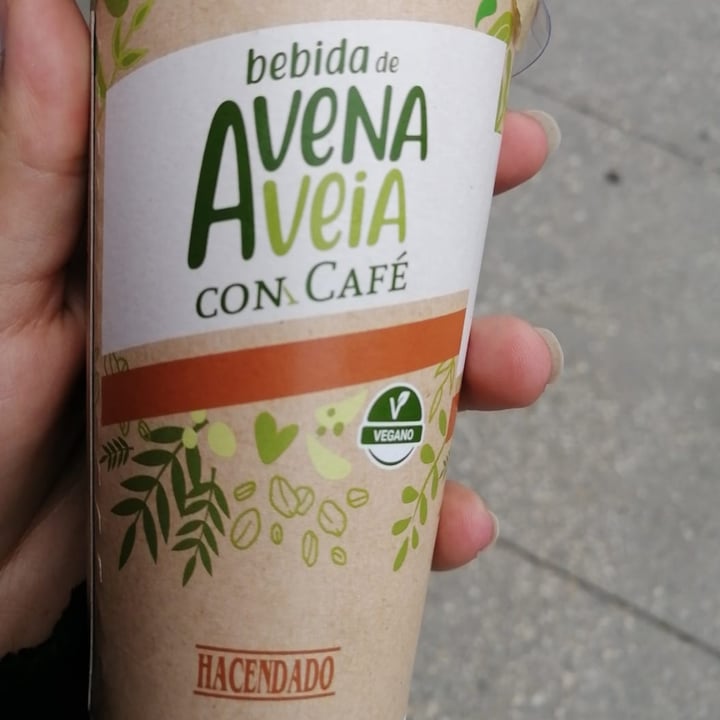 bebida de
AVENA
AVEIA
CON CAFÉ
V
VEGANO
HACENDADO